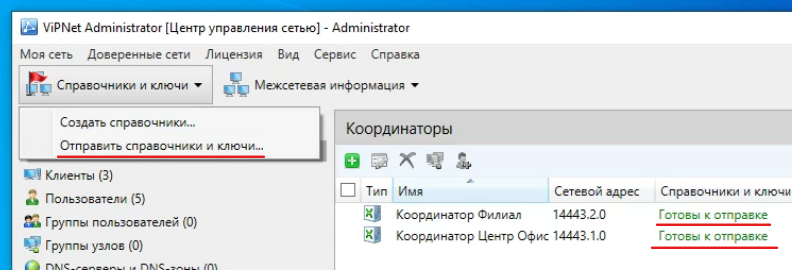 ViPNet Administrator [Центр управления сетью] - Administrator
Моя сеть Доверенные сети Лицензия Вид Сервис Справка
Справочники и ключи Межсетевая информация
Создать справочники...
Отправить справочники и ключи...
Координаторы
Клиенты (3)
Пользователи (5)
Группы пользователей (0)
Группы узлов (0)
DNS-серверы и DNS-зоны (0)
Тип Имя Сетевой адрес Справочники и ключи
Координатор Филиал 14443.2.0 Готовы к отправке
Координатор Центр Офис 14443.1.0 Готовы к отправке